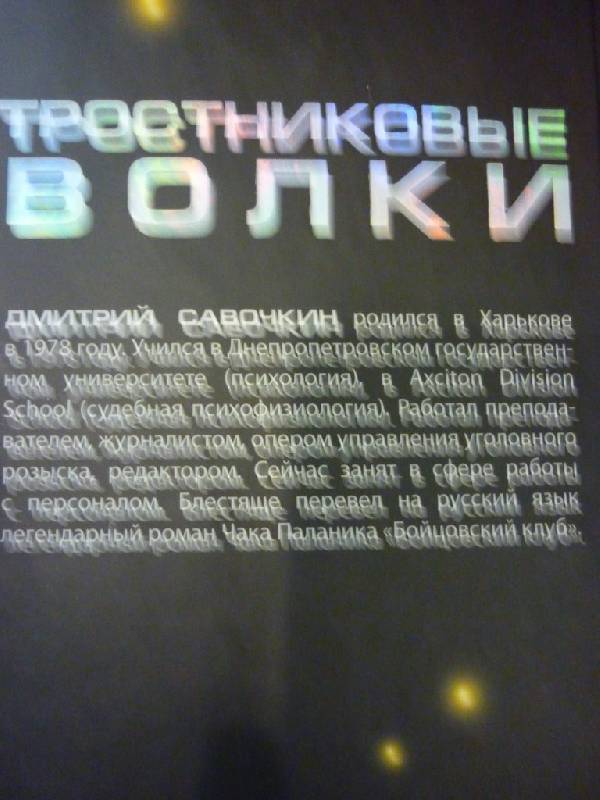 ТРОСТНИКОВЫЕ
ВОЛКИ
ДМИТРИЙ САВОЧКИН родился в Харькове
в 1978 году. Учился в Днепропетровском государствен-
ном университете (психология), в Axciton Division
School (судебная психофизиология). Работал препода-
вателем, журналистом, опером управления уголовного
розыска, редактором. Сейчас занят в сфере работы
с персоналом. Блестяще перевел на русский язык
легендарный роман Чака Паланика «Бойцовский клуб».